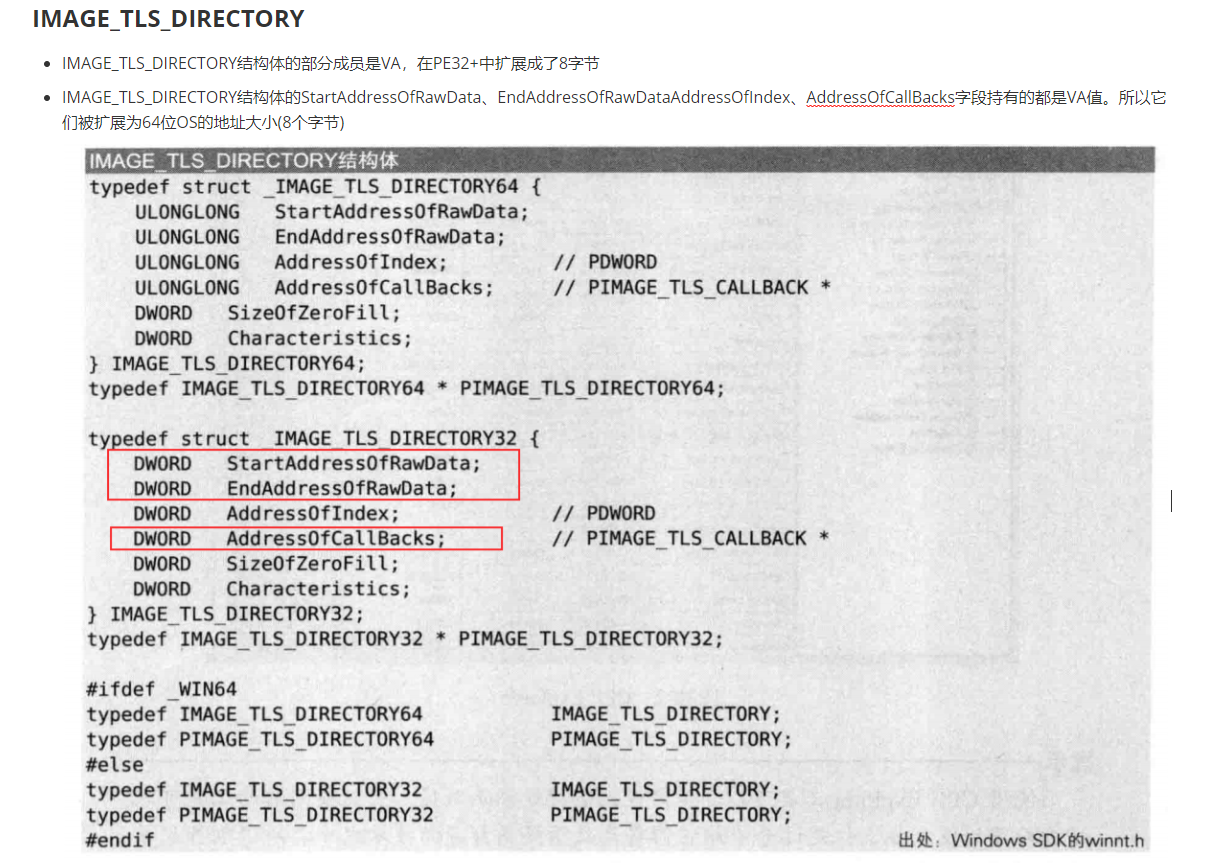 IMAGE_TLS_DIRECTORY
IMAGE_TLS_DIRECTORY结构体的部分成员是VA，在PE32+中扩展成了8字节
IMAGE_TLS_DIRECTORY结构体的StartAddressOfRawData、EndAddressOfRawDataAddressOfIndex、AddressOfCallBacks字段持有的都是VA值。所以它
们被扩展为64位OS的地址大小(8个字节)
IMAGE_TLS_DIRECTORY结构体
typedef struct _IMAGE_TLS_DIRECTORY64 {
ULONGLONG StartAddressOfRawData;
ULONGLONG EndAddressOfRawData;
ULONGLONG AddressOfIndex; // PDWORD
ULONGLONG AddressOfCallBacks; // PIMAGE_TLS_CALLBACK *
DWORD SizeOfZeroFill;
DWORD Characteristics;
} IMAGE_TLS_DIRECTORY64;
typedef IMAGE_TLS_DIRECTORY64 * PIMAGE_TLS_DIRECTORY64;
typedef struct _IMAGE_TLS_DIRECTORY32 {
DWORD StartAddressOfRawData;
DWORD EndAddressOfRawData;
DWORD AddressOfIndex; // PDWORD
DWORD AddressOfCallBacks; // PIMAGE_TLS_CALLBACK *
DWORD SizeOfZeroFill;
DWORD Characteristics;
} IMAGE_TLS_DIRECTORY32;
typedef IMAGE_TLS_DIRECTORY32 * PIMAGE_TLS_DIRECTORY32;
#ifdef _WIN64
typedef IMAGE_TLS_DIRECTORY64 IMAGE_TLS_DIRECTORY;
typedef PIMAGE_TLS_DIRECTORY64 PIMAGE_TLS_DIRECTORY;
#else
typedef IMAGE_TLS_DIRECTORY32 IMAGE_TLS_DIRECTORY;
typedef PIMAGE_TLS_DIRECTORY32 PIMAGE_TLS_DIRECTORY;
#endif 出处：Windows SDK的winnt.h